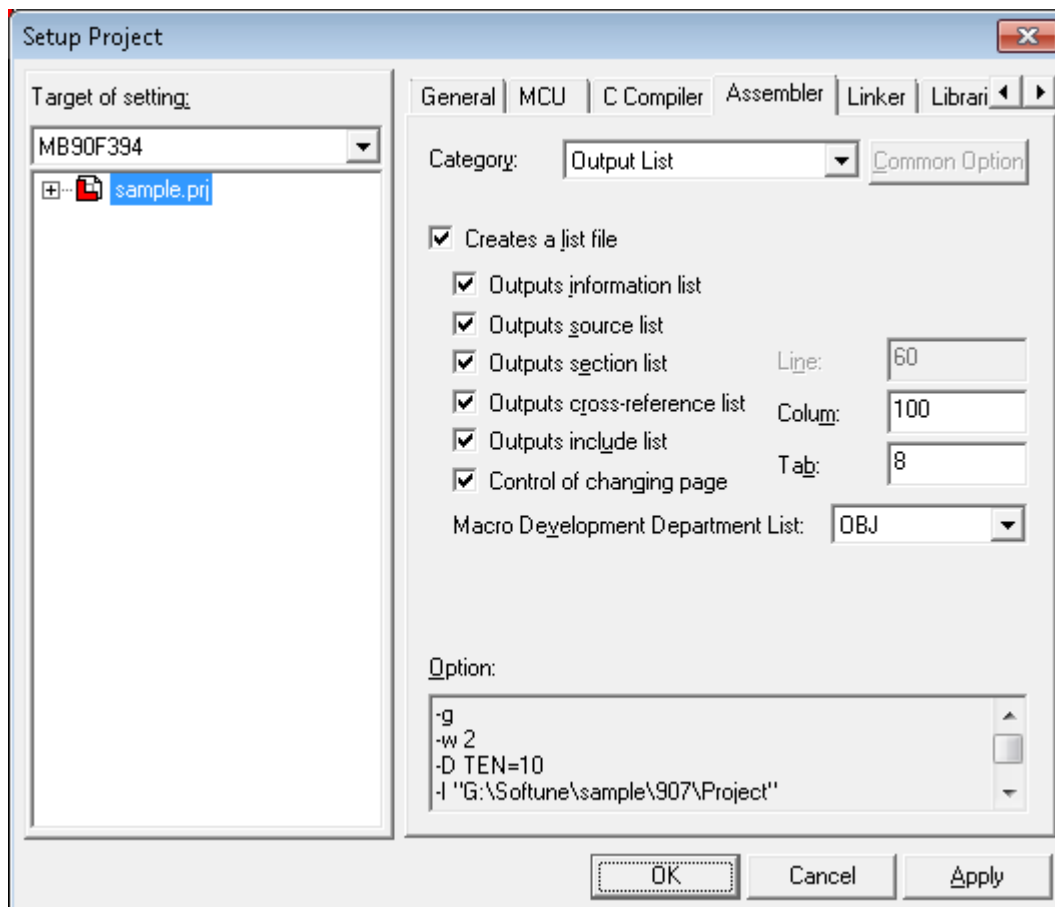 Setup Project
Target of setting:
MB90F394
sample.prj
General MCU C Compiler Assembler Linker Librari
Category: Output List Common Option
Creates a list file
Outputs information list
Outputs source list
Outputs section list Line: 60
Outputs cross-reference list Colum: 100
Outputs include list
Tab: 8
Control of changing page
Macro Development Department List: OBJ
Option:
-g
-w 2
-D TEN=10
-I "G:\Softune\sample\907\Project"
OK Cancel Apply